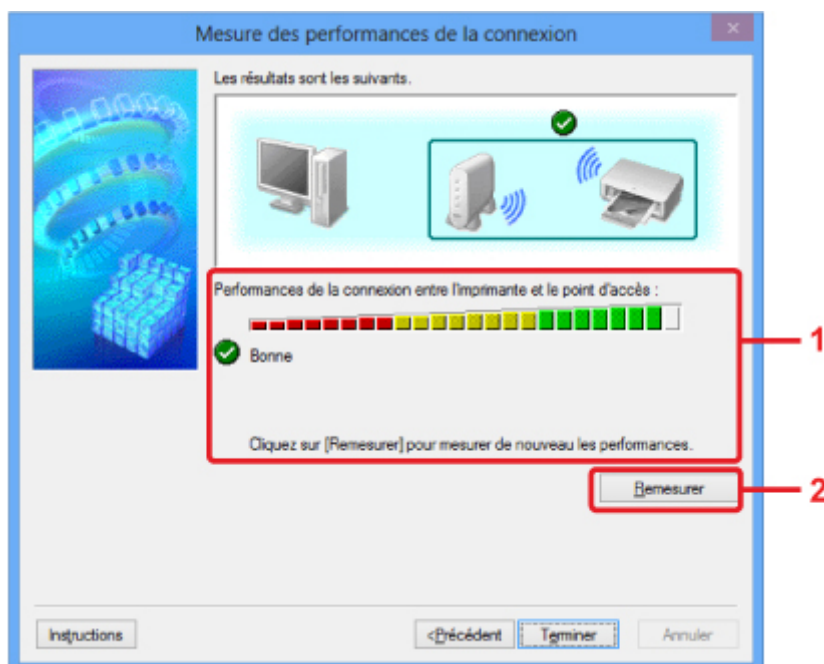 Mesure des performances de la connexion
Les résultats sont les suivants.
Performances de la connexion entre l'imprimante et le point d'accès :
1
Bonne
Cliquez sur [Remesurer] pour mesurer de nouveau les performances.
Remesurer
2
Instructions
<Précédent
Terminer
Annuler